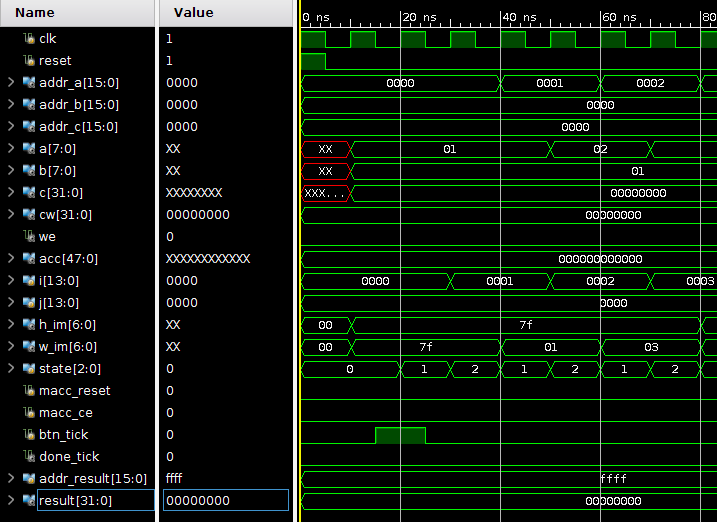 Name Value 0 ns 20 ns 40 ns 60 ns 80
clk 1
reset 1
addr_a[15:0] 0000 0000 0001 0002
addr_b[15:0] 0000 0000
addr_c[15:0] 0000 0000
a[7:0] XX XX 01 02
b[7:0] XX XX 01
c[31:0] XXXXXXXX XXX... 00000000
cw[31:0] 00000000 00000000
we 0
acc[47:0] XXXXXXXXXXXX 000000000000
i[13:0] 0000 0000 0001 0002 0003
j[13:0] 0000 0000
h_im[6:0] XX 00 7f
w_im[6:0] XX 00 7f 01 03
state[2:0] 0 0 1 2 1 2 1 2
macc_reset 0
macc_ce 0
btn_tick 0
done_tick 0
addr_result[15:0] ffff ffff
result[31:0] 00000000 00000000